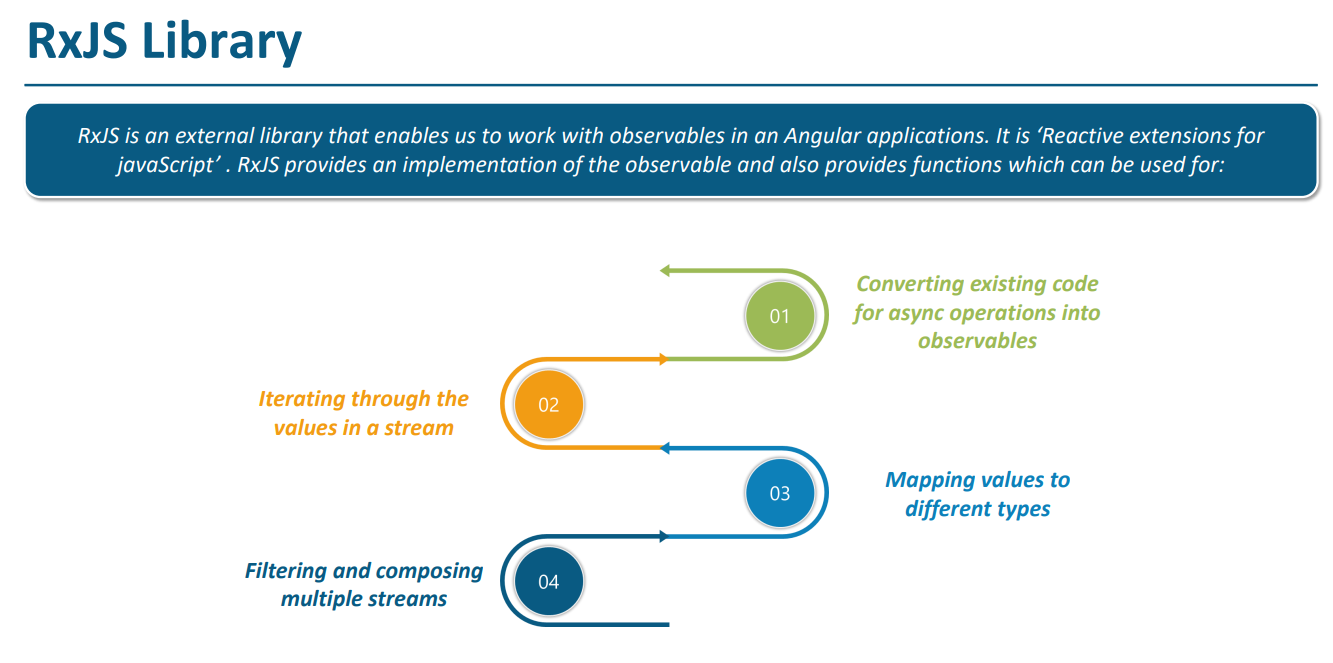 RxJS Library
RxJS is an external library that enables us to work with observables in an Angular applications. It is ‘Reactive extensions for
javaScript’ . RxJS provides an implementation of the observable and also provides functions which can be used for:
01
Converting existing code
for async operations into
observables
02
Iterating through the
values in a stream
03
Mapping values to
different types
04
Filtering and composing
multiple streams